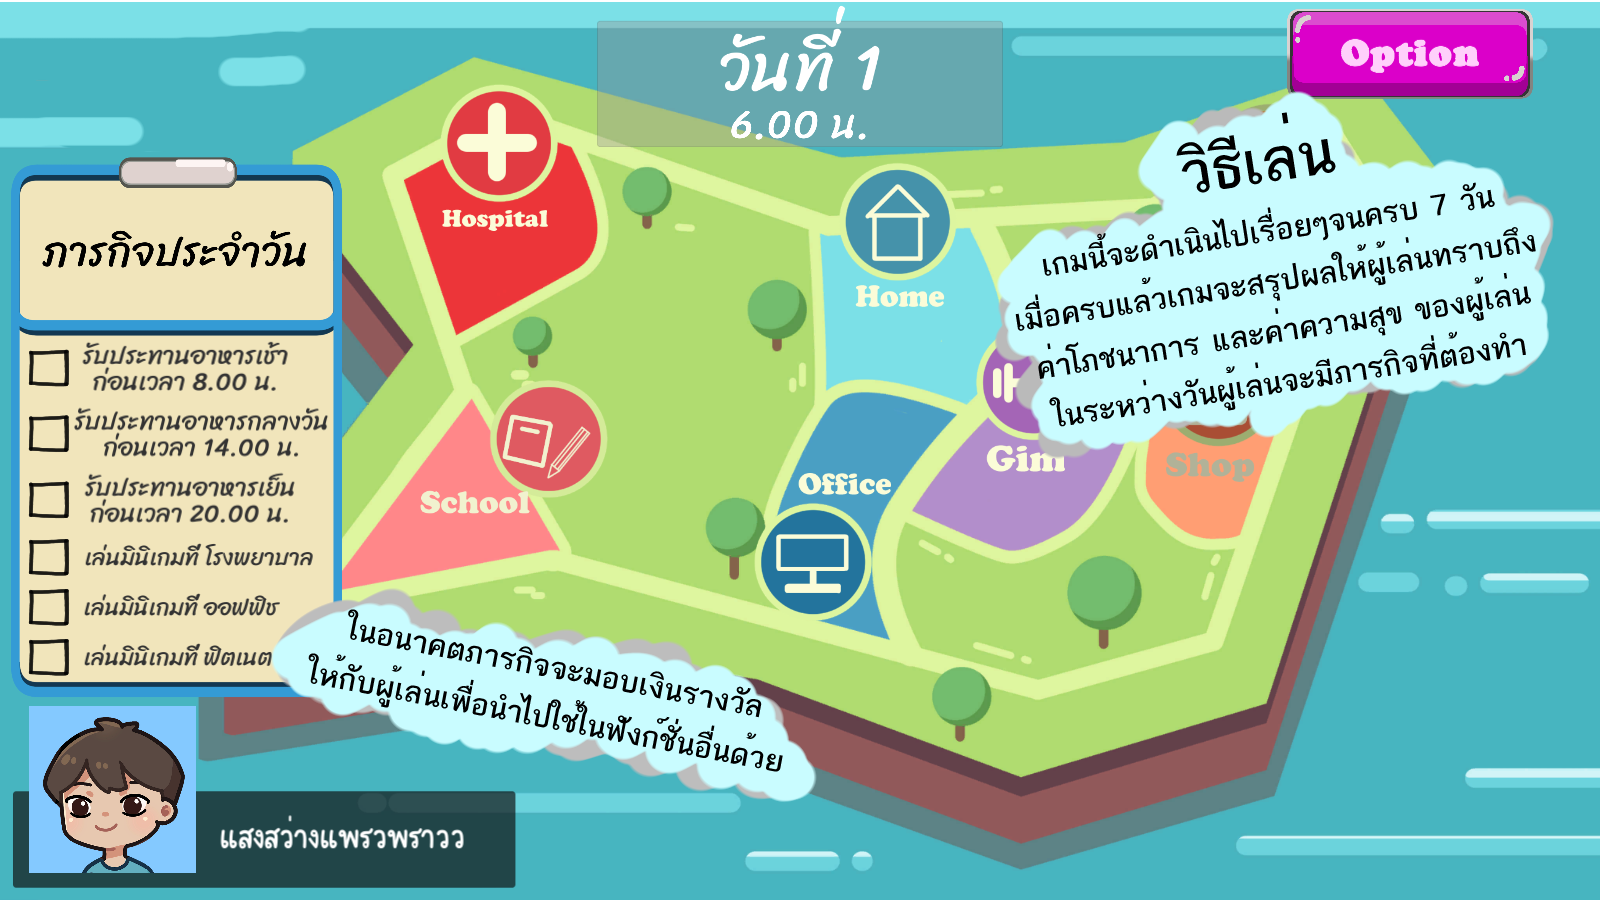 วันที่ 1
6.00 น.
Option
วิธีเล่น
เกมนี้จะดำเนินไปเรื่อยๆจนครบ 7 วัน
เมื่อครบแล้วเกมจะสรุปผลให้ผู้เล่นทราบถึง
ค่าโภชนาการ และค่าความสุข ของผู้เล่น
ในระหว่างวันผู้เล่นจะมีภารกิจที่ต้องทำ
Hospital
Home
Gim
Shop
Office
School
ภารกิจประจำวัน
รับประทานอาหารเช้า
ก่อนเวลา 8.00 น.
รับประทานอาหารกลางวัน
ก่อนเวลา 14.00 น.
รับประทานอาหารเย็น
ก่อนเวลา 20.00 น.
เล่นมินิเกมที่ โรงพยาบาล
เล่นมินิเกมที่ ออฟฟิช
เล่นมินิเกมที่ ฟิตเนต
ในอนาคตภารกิจจะมอบเงินรางวัล
ให้กับผู้เล่นเพื่อนำไปใช้ในฟังก์ชั่นอื่นด้วย
แสงสว่างแพรวพราวว